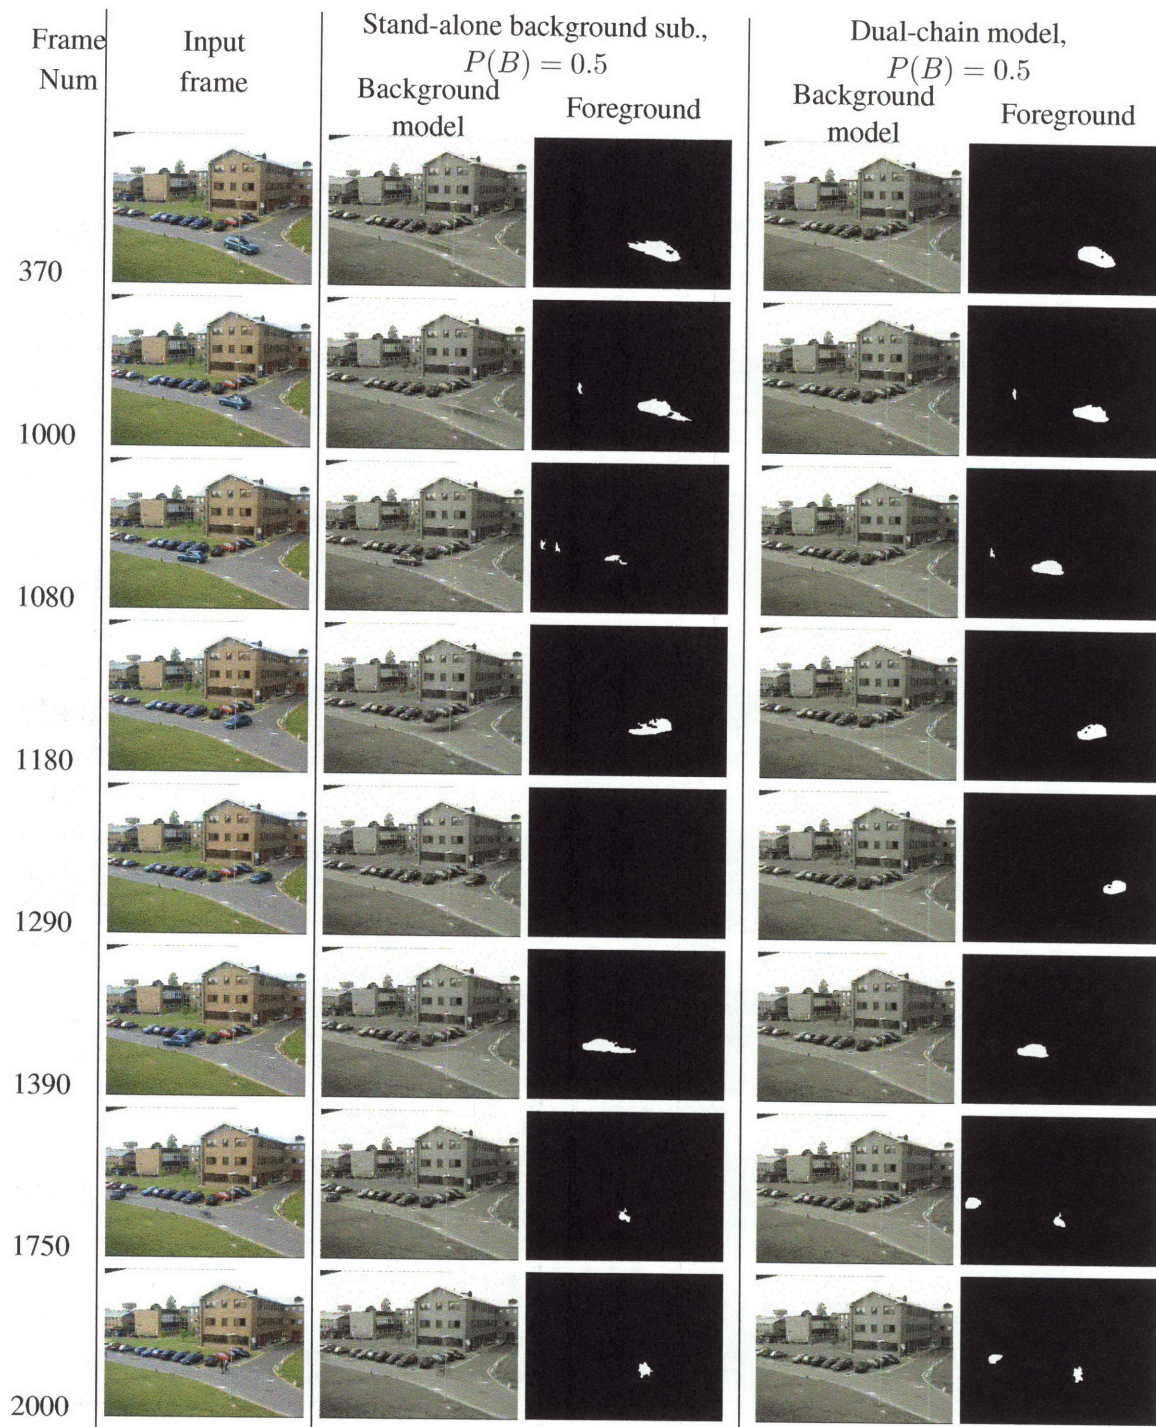 Frame
Num
Input
frame
Stand-alone background sub.,
P(B) = 0.5
Background
model
Foreground
Dual-chain model,
P(B) = 0.5
Background
model
Foreground
370
1000
1080
1180
1290
1390
1750
2000